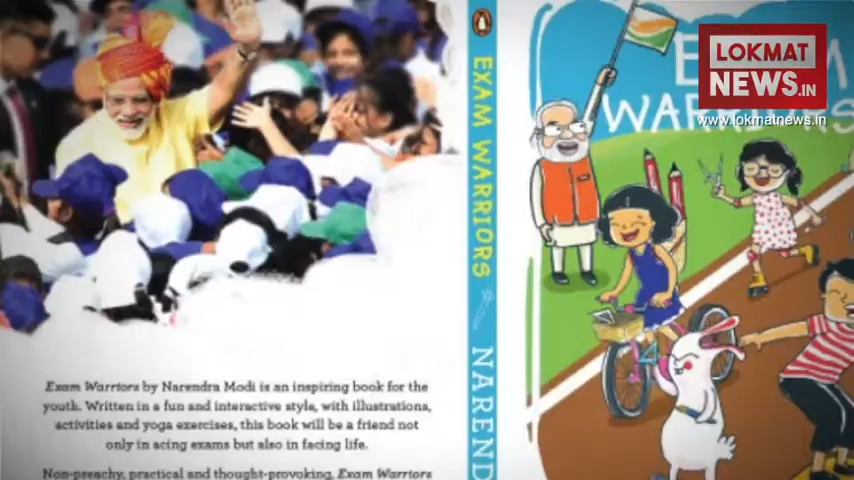 Exam Warriors by Narendra Modi is an inspiring book for the
youth. Written in a fun and interactive style, with illustrations,
activities and yoga exercises, this book will be a friend not
only in acing exams but also in facing life.
Non-preachy, practical and thought-provoking, Exam Warriors
EXAM WARRIORS
NAREND
WARRIORS
LOKMAT
NEWS.IN
www.lokmatnews.in